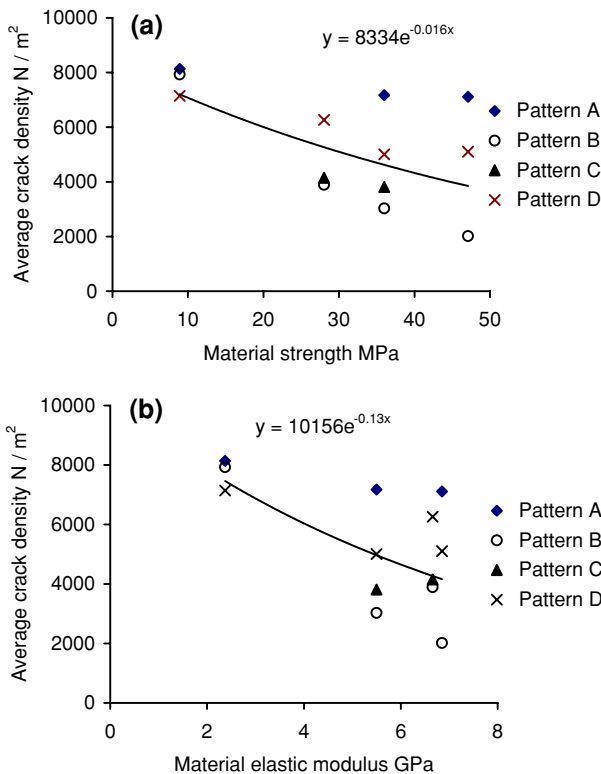 (a)
y = 8334e^-0.016x
Average crack density N / m²
10000
8000
6000
4000
2000
0
0 10 20 30 40 50
Material strength MPa
Pattern A
Pattern B
Pattern C
Pattern D
(b)
y = 10156e^-0.13x
Average crack density N / m²
10000
8000
6000
4000
2000
0
0 2 4 6 8
Material elastic modulus GPa
Pattern A
Pattern B
Pattern C
Pattern D